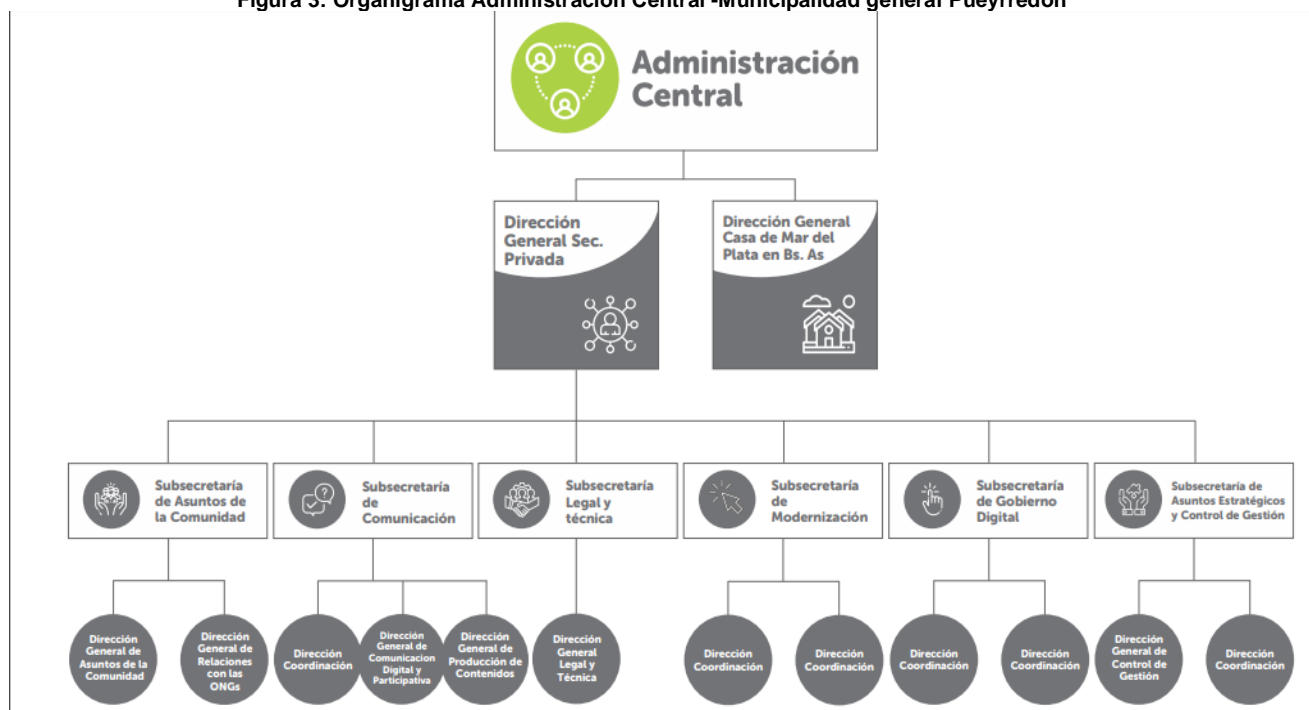 Figura 3: Organigrama Administración Central -Municipalidad general Pueyrredón
Administración
Central
Dirección
General Sec.
Privada
Dirección General
Casa de Mar del
Plata en Bs. As
Subsecretaría
de Asuntos de
la Comunidad
Subsecretaría
de
Comunicación
Subsecretaría
Legal y
técnica
Subsecretaría
de
Modernización
Subsecretaría
de Gobierno
Digital
Subsecretaría de
Asuntos Estratégicos
y Control de Gestión
Dirección
General de
Asuntos de la
Comunidad
Dirección
General de
Relaciones
con las
ONGs
Dirección
Coordinación
Dirección
General de
Comunicacion
Digital y
Participativa
Dirección
General de
Producción de
Contenidos
Dirección
General
Legal y
Técnica
Dirección
Coordinación
Dirección
Coordinación
Dirección
Coordinación
Dirección
Coordinación
Dirección
General de
Control de
Gestión
Dirección
Coordinación